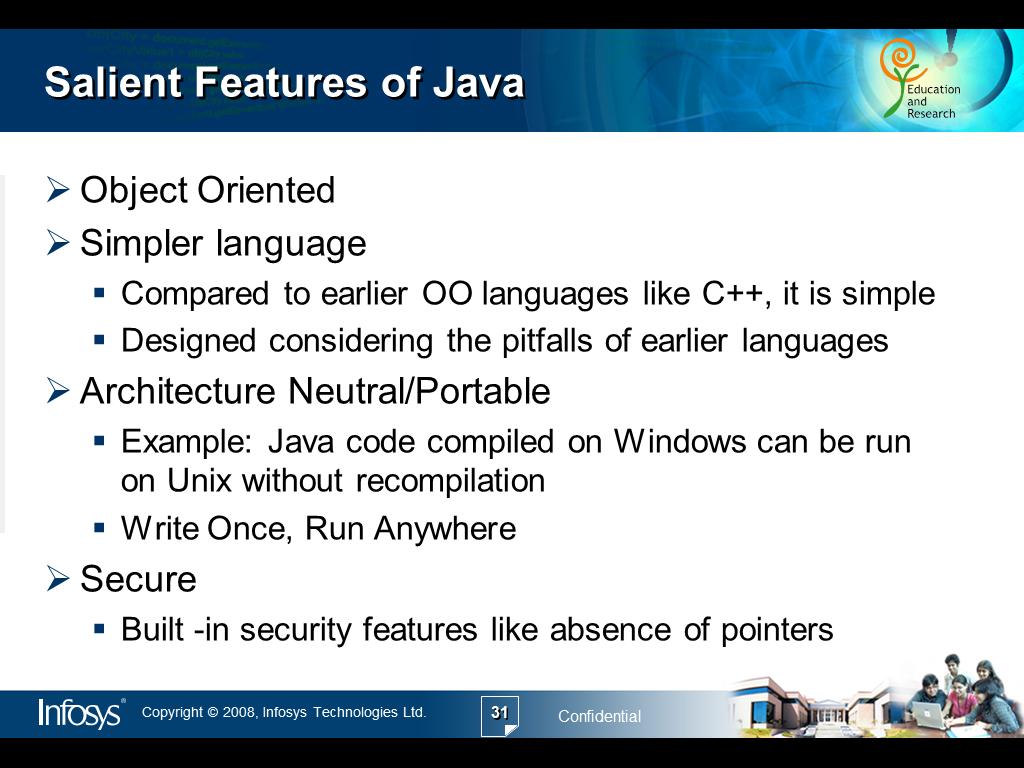 Salient Features of Java
Education
and
Research
Object Oriented
Simpler language
Compared to earlier OO languages like C++, it is simple
Designed considering the pitfalls of earlier languages
Architecture Neutral/Portable
Example: Java code compiled on Windows can be run
on Unix without recompilation
Write Once, Run Anywhere
Secure
Built -in security features like absence of pointers
Infosys®
Copyright © 2008, Infosys Technologies Ltd.
31
Confidential